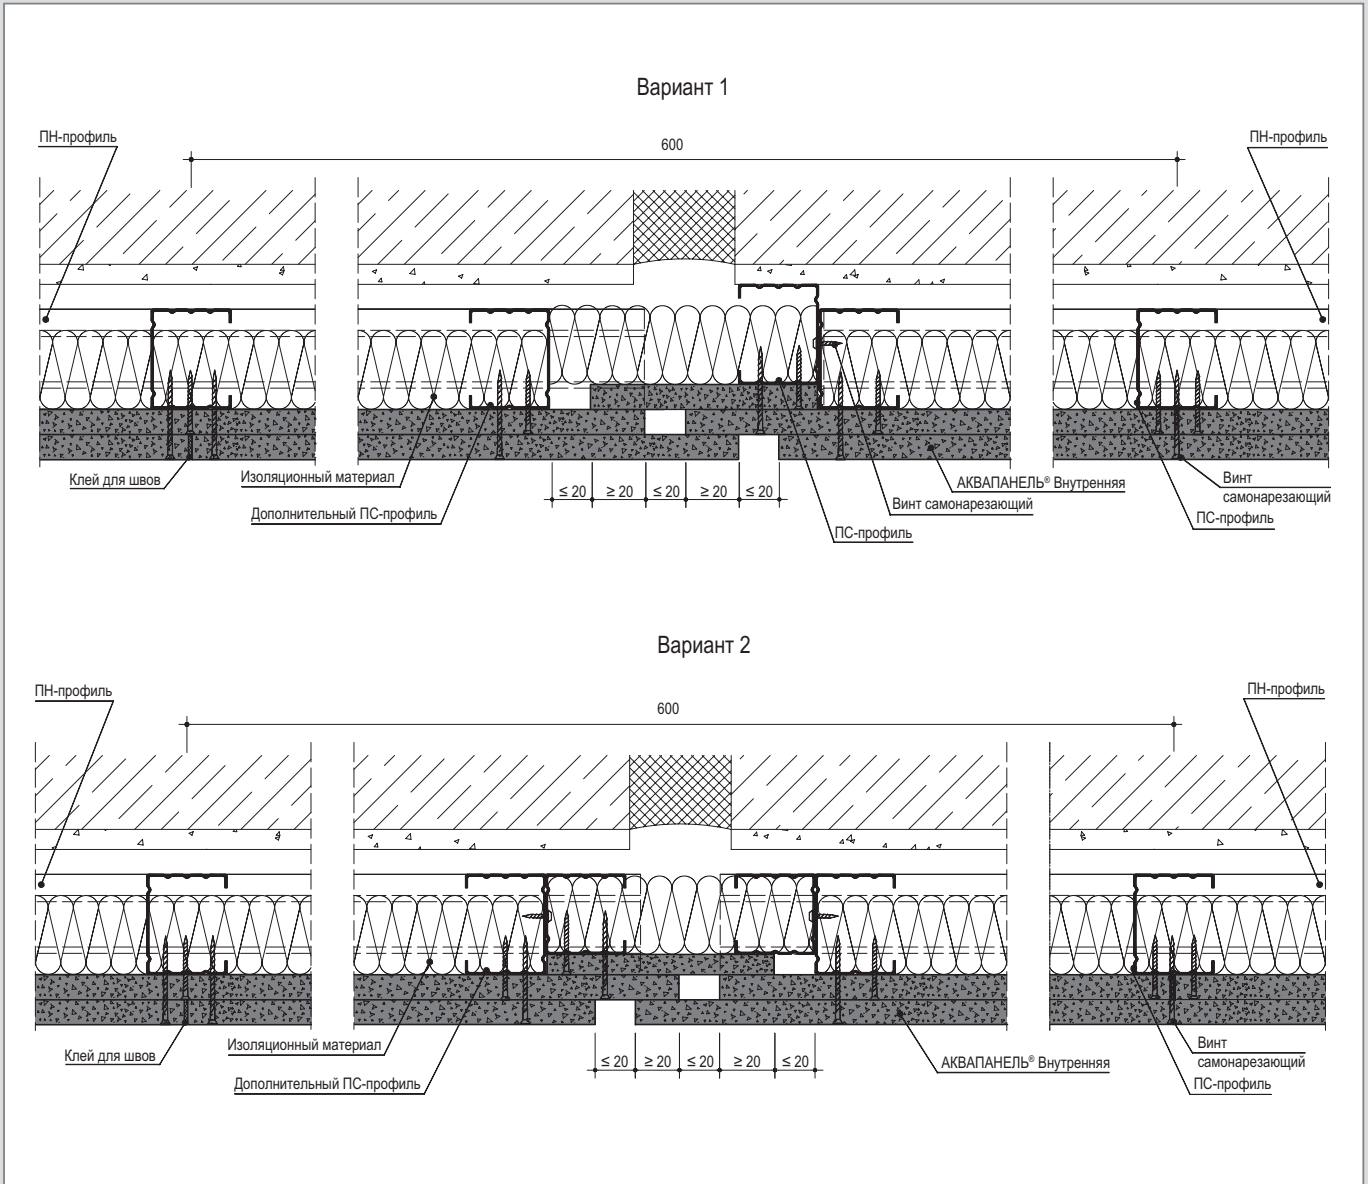 Вариант 1
ПН-профиль
600
ПН-профиль
Клей для швов
Изоляционный материал
Дополнительный ПС-профиль
≤ 20
≥ 20
≤ 20
≥ 20
≤ 20
АКВАПАНЕЛЬ® Внутренняя
Винт самонарезающий
ПС-профиль
Винт
самонарезающий
ПС-профиль
Вариант 2
ПН-профиль
600
ПН-профиль
Клей для швов
Изоляционный материал
Дополнительный ПС-профиль
≤ 20
≥ 20
≤ 20
≥ 20
≤ 20
АКВАПАНЕЛЬ® Внутренняя
Винт
самонарезающий
ПС-профиль